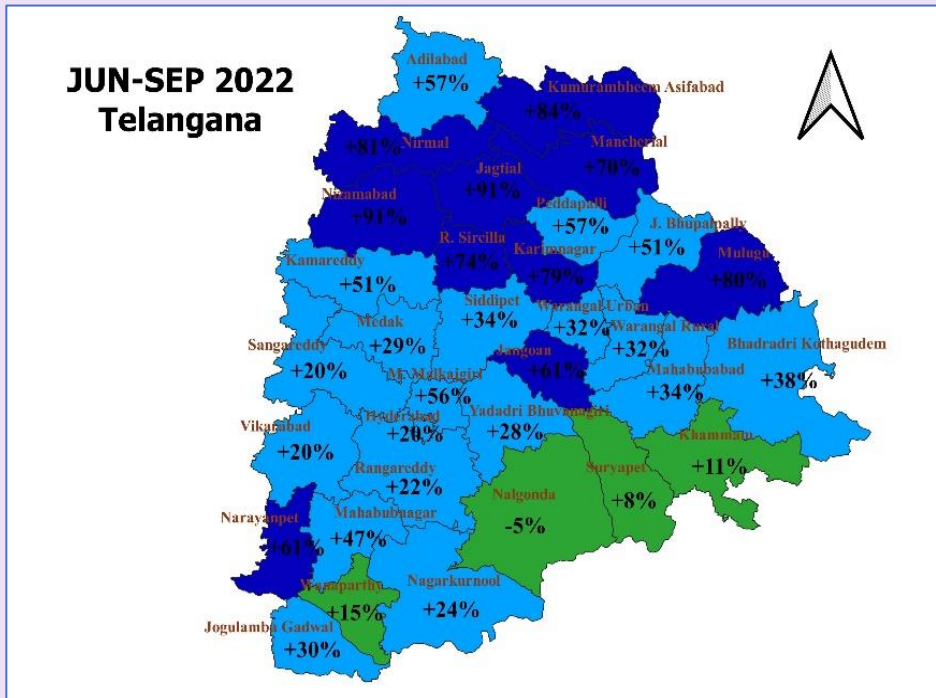 JUN-SEP 2022
Telangana
Adilabad
+57%
Kumurambheem Asifabad
+84%
Nirmal
+81%
Mancherial
+70%
Jagtial
+91%
Nizamabad
+91%
Peddapalli
+57%
J. Bhupalpally
+51%
R. Sircilla
+74%
Karimnagar
+79%
Mulugu
+80%
Kamareddy
+51%
Siddipet
+34%
Warangal Urban
+32%
Warangal Rural
+32%
Medak
+29%
Sangareddy
+20%
Jangoan
+61%
Mahabubabad
+34%
Bhadradri Kothagudem
+38%
M. Malkajgiri
+56%
Hyderabad
+20%
Yadadri Bhuvanagiri
+28%
Vikarabad
+20%
Rangareddy
+22%
Nalgonda
-5%
Suryapet
+8%
Khammam
+11%
Narayanpet
+61%
Mahabubnagar
+47%
Wanaparthy
+15%
Nagarkurnool
+24%
Jogulamba Gadwal
+30%